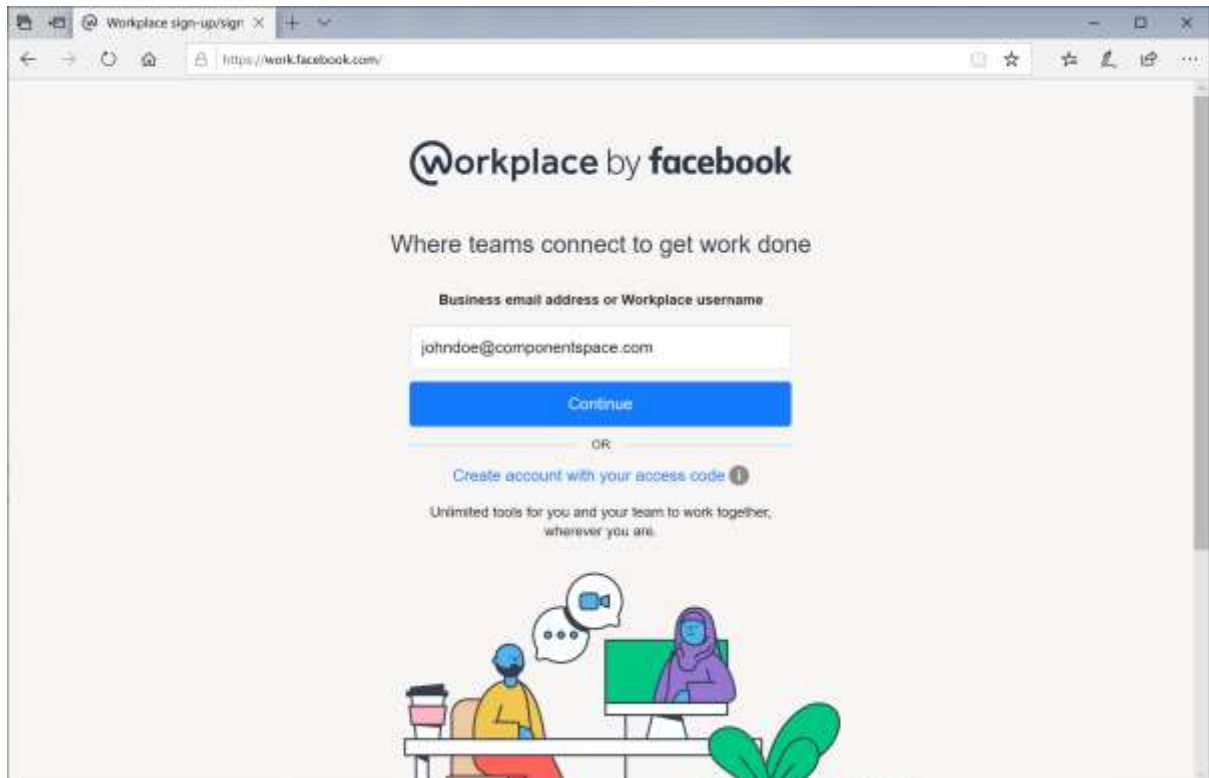 Workplace sign-up/sign
https://work.facebook.com/
Workplace by facebook
Where teams connect to get work done
Business email address or Workplace username
johndoe@componentspace.com
Continue
OR
Create account with your access code i
Unlimited tools for you and your team to work together,
wherever you are.